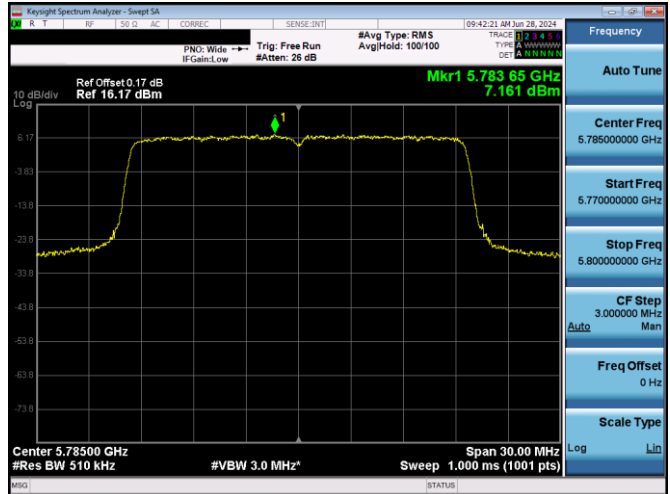 Keysight Spectrum Analyzer - Swept SA
R T RF 50 Ω AC CORREC SENSE:INT 09:42:21 AM Jun 28, 2024
PNO: Wide
IFGain:Low
Trig: Free Run
#Atten: 26 dB
#Avg Type: RMS
Avg|Hold: 100/100
TRACE 1 2 3 4 5 6
TYPE A WWWWW
DET A N N N N N
Ref Offset 0.17 dB
10 dB/div Ref 16.17 dBm
Log
Mkr1 5.783 65 GHz
7.161 dBm
1
6.17
-3.83
-13.8
-23.8
-33.8
-43.8
-53.8
-63.8
-73.8
Center 5.78500 GHz
#Res BW 510 kHz
#VBW 3.0 MHz*
Span 30.00 MHz
Sweep 1.000 ms (1001 pts)
MSG
STATUS
Frequency
Auto Tune
Center Freq
5.785000000 GHz
Start Freq
5.770000000 GHz
Stop Freq
5.800000000 GHz
CF Step
3.000000 MHz
Auto Man
Freq Offset
0 Hz
Scale Type
Log Lin